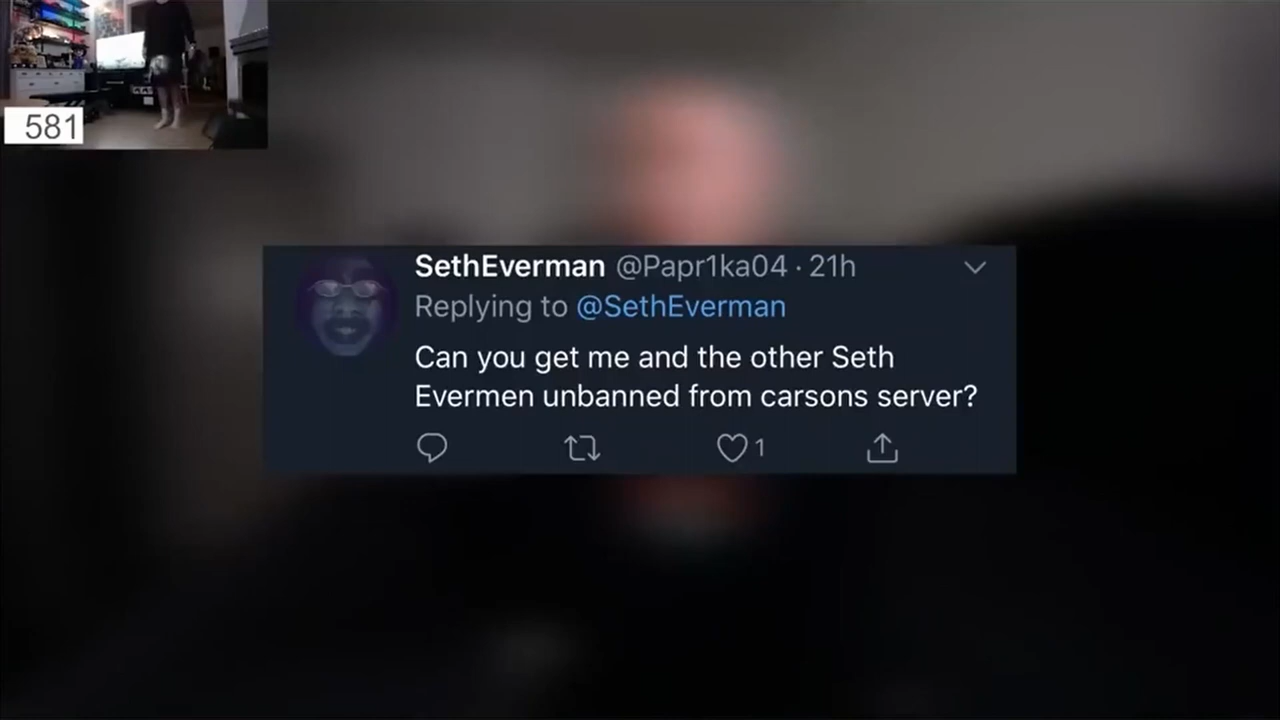 581
SethEverman @Papr1ka04 · 21h
Replying to @SethEverman
Can you get me and the other Seth
Evermen unbanned from carsons server?
1